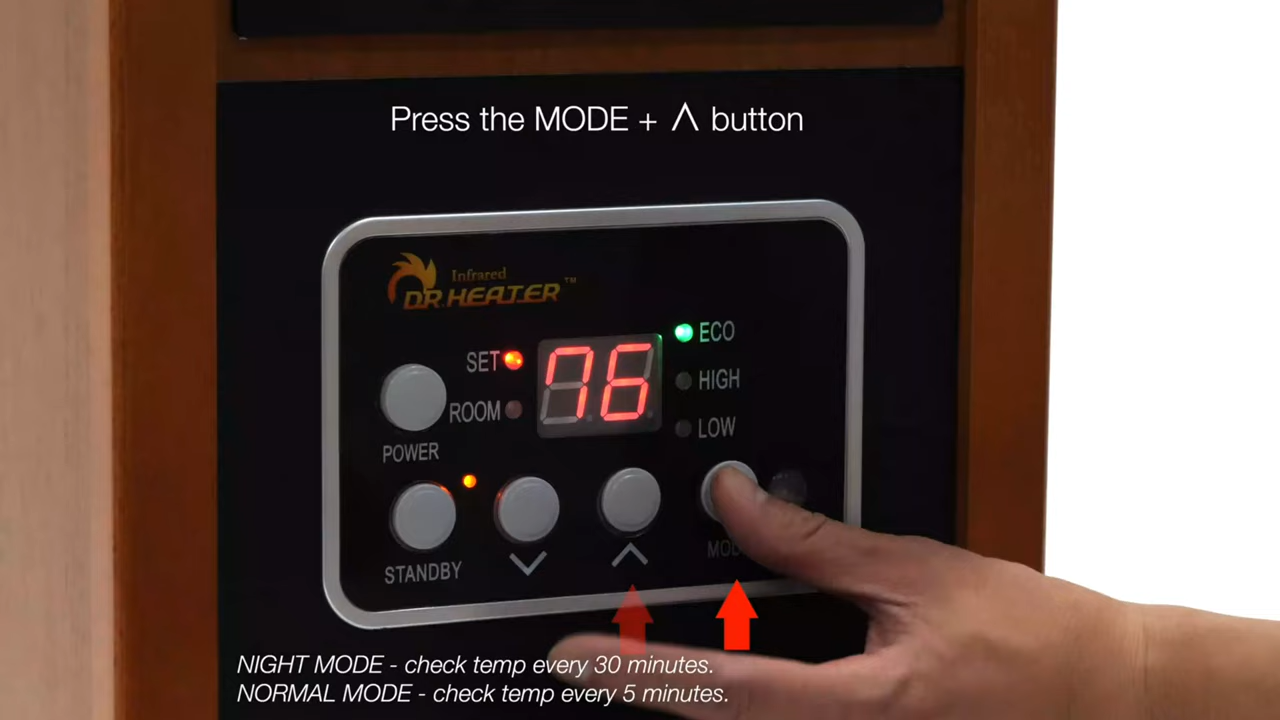 Press the MODE + ∧ button
Infrared
DR. HEATER™
ECO
SET
76
HIGH
ROOM
LOW
POWER
MODE
STANDBY
NIGHT MODE - check temp every 30 minutes.
NORMAL MODE - check temp every 5 minutes.